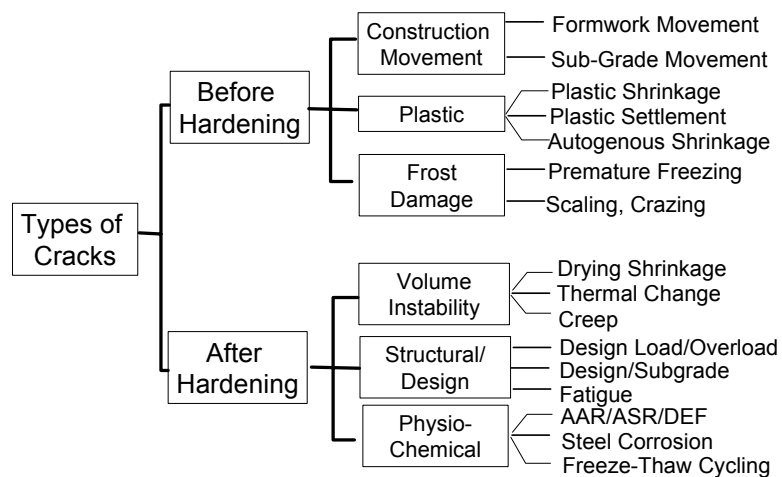 Types of
Cracks
Before
Hardening
Construction
Movement
Formwork Movement
Sub-Grade Movement
Plastic
Plastic Shrinkage
Plastic Settlement
Autogenous Shrinkage
Frost
Damage
Premature Freezing
Scaling, Crazing
After
Hardening
Volume
Instability
Drying Shrinkage
Thermal Change
Creep
Structural/
Design
Design Load/Overload
Design/Subgrade
Fatigue
Physio-
Chemical
AAR/ASR/DEF
Steel Corrosion
Freeze-Thaw Cycling